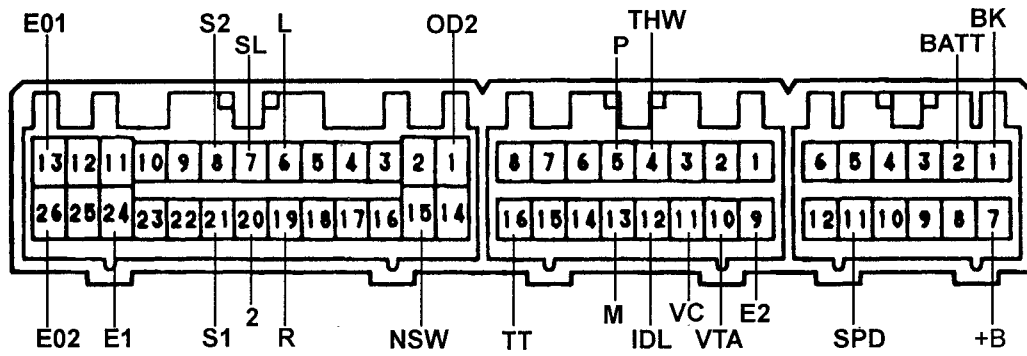 E01 S2 L OD2 THW BK
SL P BATT
13 12 11 10 9 8 7 6 5 4 3 2 1 8 7 6 5 4 3 2 1 6 5 4 3 2 1
26 25 24 23 22 21 20 19 18 17 16 15 14 16 15 14 13 12 11 10 9 12 11 10 9 8 7
2 M VC E2
E02 E1 S1 R NSW TT IDL VTA SPD +B